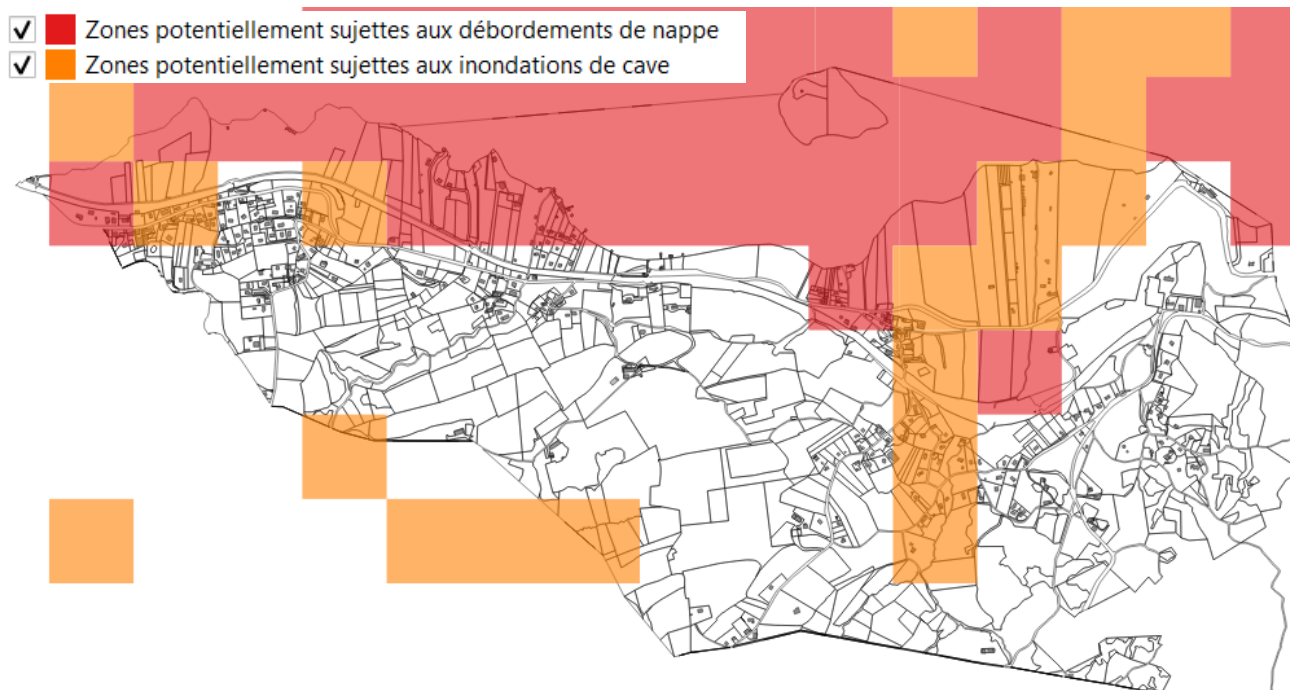 Zones potentiellement sujettes aux débordements de nappe
Zones potentiellement sujettes aux inondations de cave